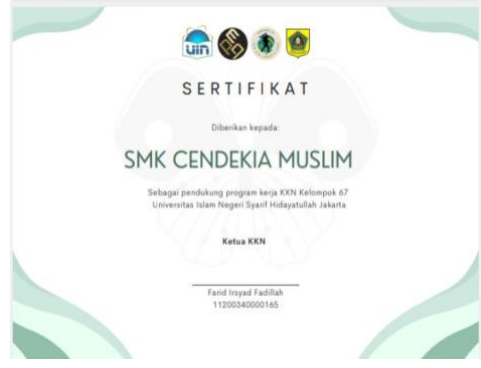 uin
SERTIFIKAT
Diberikan kepada:
SMK CENDEKIA MUSLIM
Sebagai pendukung program kerja KKN Kelompok 67
Universitas Islam Negeri Syarif Hidayatullah Jakarta
Ketua KKN
Farid Irsyad Fadillah
11200340000165